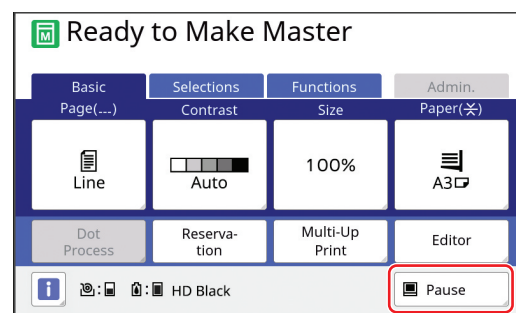 M Ready to Make Master
Basic Selections Functions Admin.
Page(___) Contrast Size Paper(
Line Auto 100% A3
Dot Process Reserva- tion Multi-Up Print Editor
i : : HD Black Pause